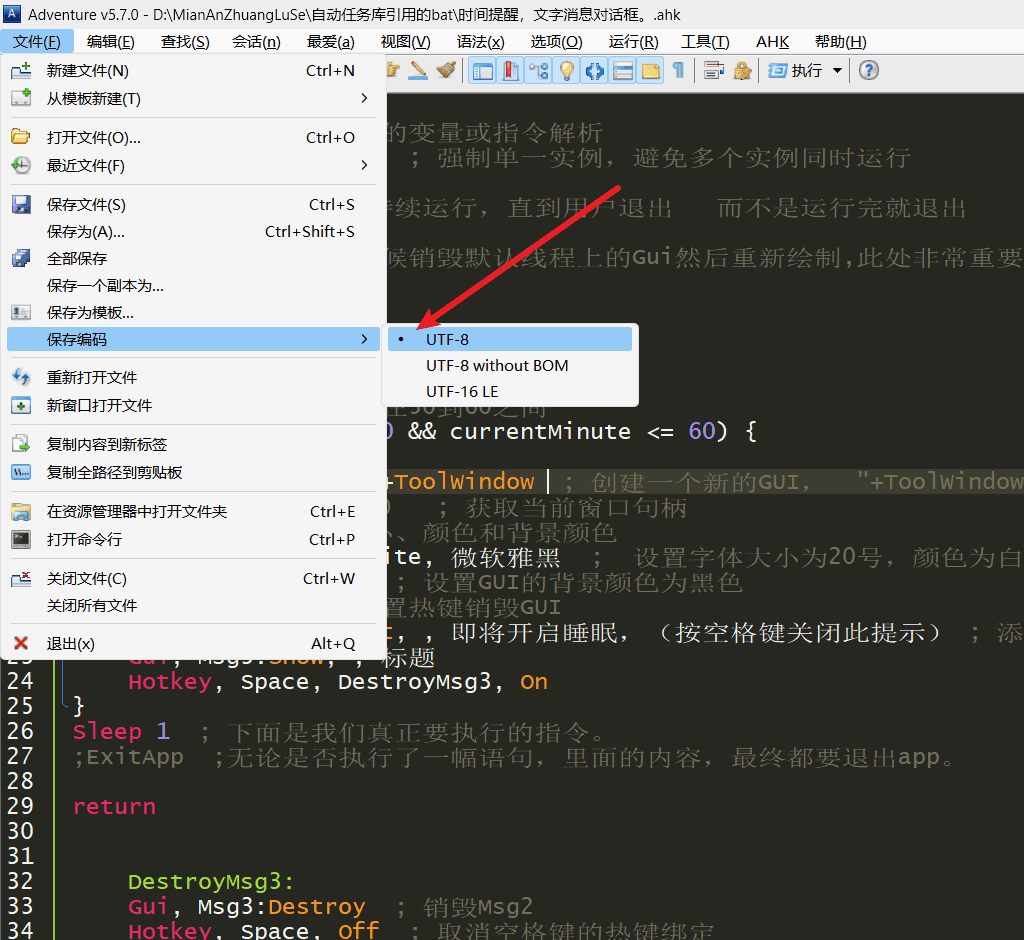 Adventure v5.7.0 - D:\MianAnZhuangLuSe\自动任务库引用的bat\时间提醒，文字消息对话框。.ahk
文件(F) 编辑(E) 查找(S) 会话(n) 最爱(a) 视图(V) 语法(x) 选项(O) 运行(R) 工具(T) AHK 帮助(H)
执行
新建文件(N) Ctrl+N
从模板新建(T)
打开文件(O)... Ctrl+O
最近文件(F)
保存文件(S) Ctrl+S
保存为(A)... Ctrl+Shift+S
全部保存
保存一个副本为...
保存为模板...
保存编码
重新打开文件
新窗口打开文件
复制内容到新标签
复制全路径到剪贴板
在资源管理器中打开文件夹 Ctrl+E
打开命令行 Ctrl+P
关闭文件(C) Ctrl+W
关闭所有文件
退出(x) Alt+Q
UTF-8
UTF-8 without BOM
UTF-16 LE
的变量或指令解析
; 强制单一实例，避免多个实例同时运行
续运行，直到用户退出 而不是运行完就退出
候销毁默认线程上的Gui然后重新绘制,此处非常重要
&& currentMinute <= 60) {
+ToolWindow ; 创建一个新的GUI， "+ToolWindow
; 获取当前窗口句柄
、颜色和背景颜色
ite, 微软雅黑 ; 设置字体大小为20号，颜色为白
; 设置GUI的背景颜色为黑色
置热键销毁GUI
, , 即将开启睡眠，（按空格键关闭此提示） ; 添
23 Gui, Msg3:Show, ; 标题
24 Hotkey, Space, DestroyMsg3, On
25 }
26 Sleep 1 ; 下面是我们真正要执行的指令。
27 ;ExitApp ;无论是否执行了一幅语句，里面的内容，最终都要退出app。
28
29 return
30
31
32 DestroyMsg3:
33 Gui, Msg3:Destroy ; 销毁Msg2
34 Hotkey, Space, Off ; 取消空格键的热键绑定